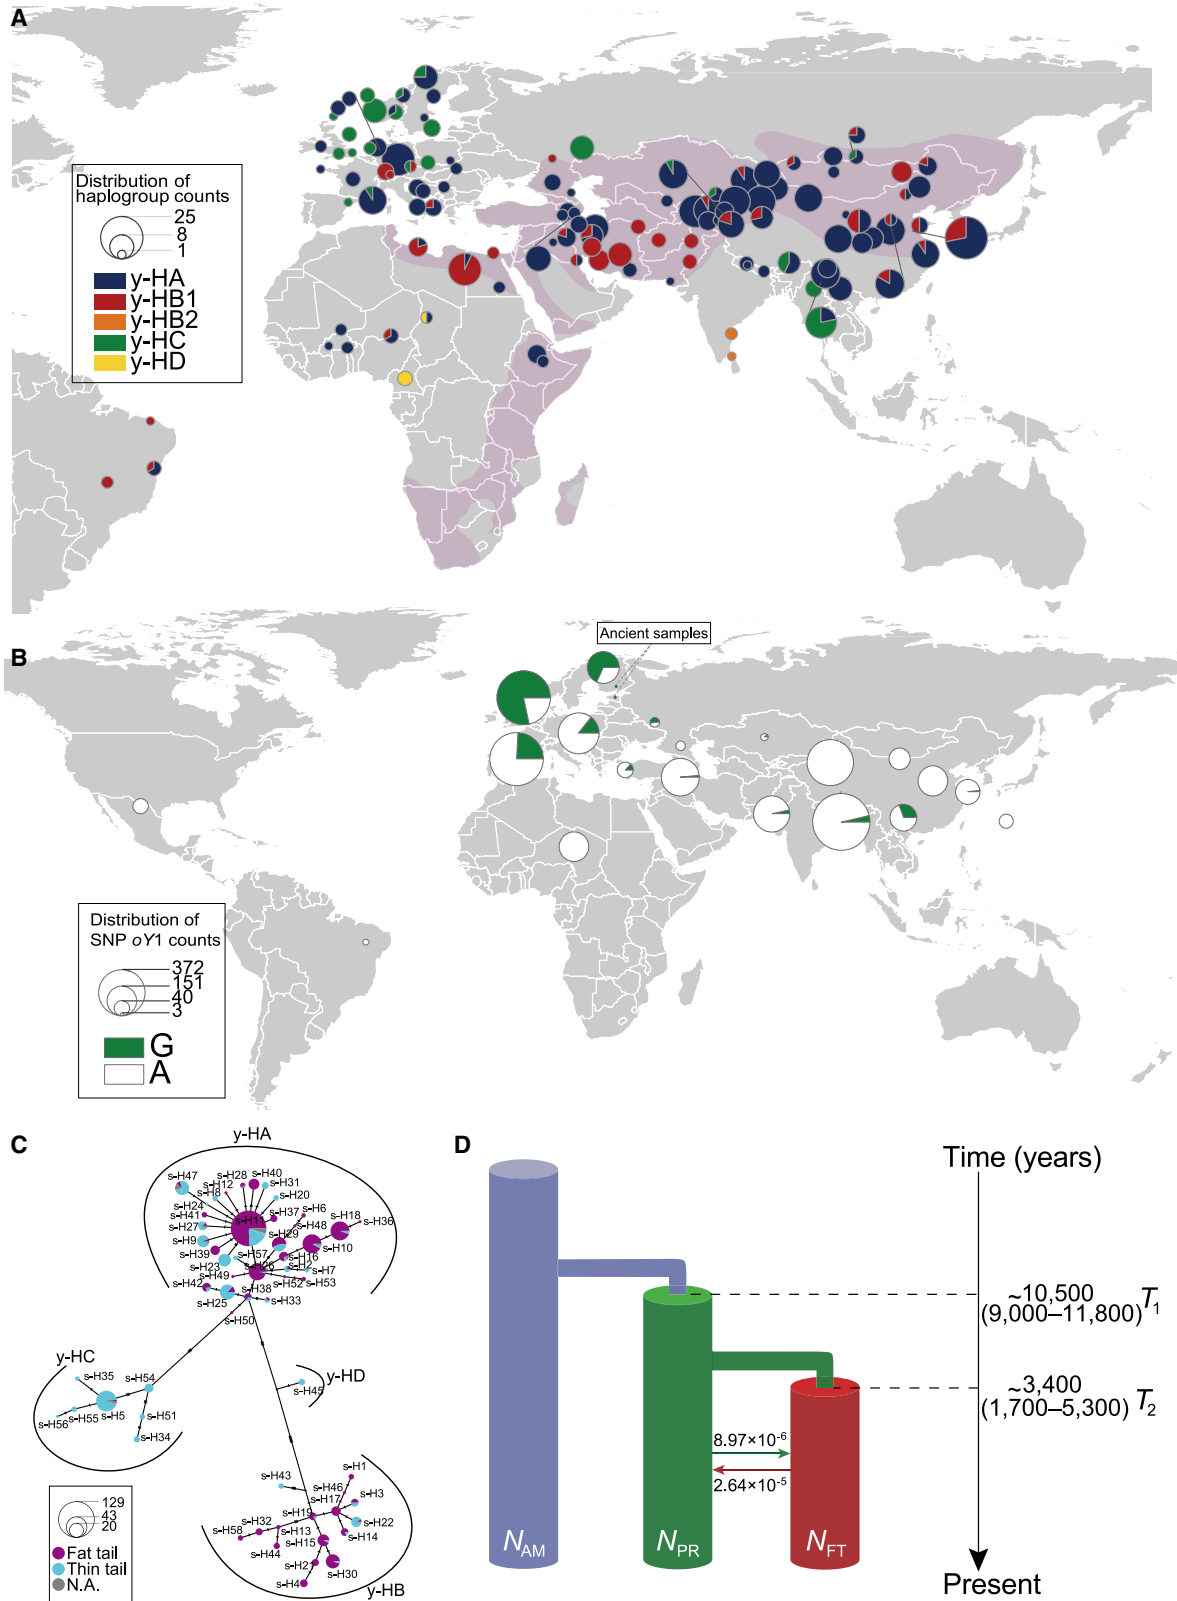 A
Distribution of
haplogroup counts
25
8
1
y-HA
y-HB1
y-HB2
y-HC
y-HD
B
Ancient samples
Distribution of
SNP oY1 counts
372
151
40
3
G
A
C
y-HA
s-H47
s-H28
s-H40
s-H12
s-H31
s-H8
s-H24
s-H20
s-H41
s-H11
s-H37
s-H6
s-H27
s-H48
s-H18
s-H36
s-H9
s-H29
s-H39
s-H57
s-H16
s-H10
s-H23
s-H26
s-H2
s-H7
s-H49
s-H52
s-H53
s-H42
s-H38
s-H25
s-H33
s-H50
y-HC
s-H35
s-H54
s-H55
s-H51
s-H56
s-H5
s-H34
y-HD
s-H45
s-H43
s-H1
s-H46
s-H17
s-H3
s-H19
s-H22
s-H32
s-H13
s-H14
s-H58
s-H15
s-H44
s-H21
s-H30
s-H4
y-HB
129
43
20
Fat tail
Thin tail
N.A.
D
Time (years)
~10,500
(9,000–11,800) T1
~3,400
(1,700–5,300) T2
8.97×10-6
2.64×10-5
NAM
NPR
NFT
Present